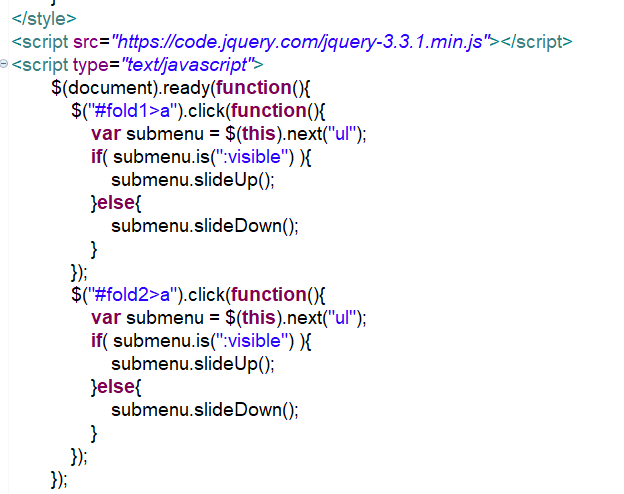 </style>
<script src="https://code.jquery.com/jquery-3.3.1.min.js"></script>
<script type="text/javascript">
$(document).ready(function(){
$("#fold1>a").click(function(){
var submenu = $(this).next("ul");
if( submenu.is(":visible") ){
submenu.slideUp();
}else{
submenu.slideDown();
}
});
$("#fold2>a").click(function(){
var submenu = $(this).next("ul");
if( submenu.is(":visible") ){
submenu.slideUp();
}else{
submenu.slideDown();
}
});
});